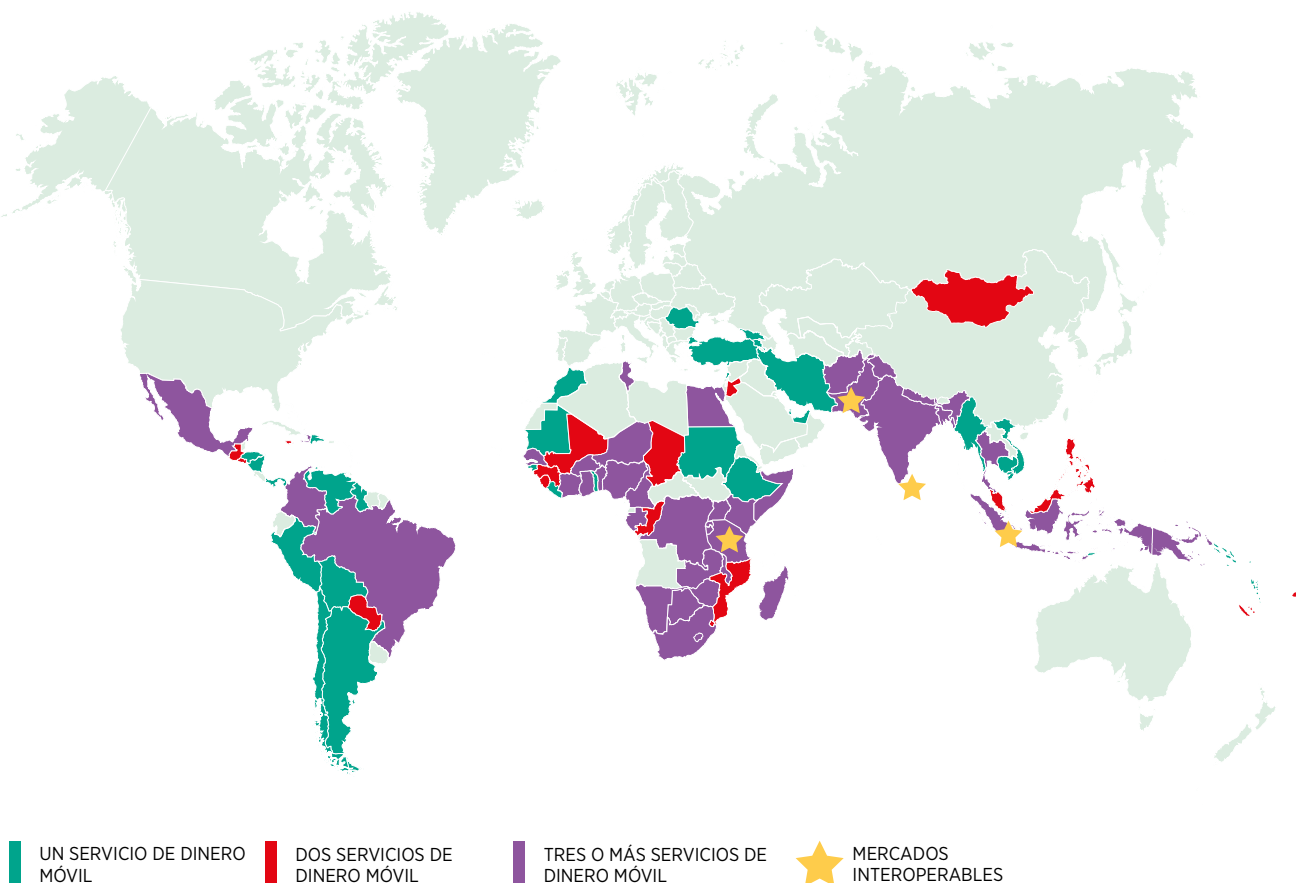 UN SERVICIO DE DINERO
MÓVIL
DOS SERVICIOS DE
DINERO MÓVIL
TRES O MÁS SERVICIOS DE
DINERO MÓVIL
MERCADOS
INTEROPERABLES